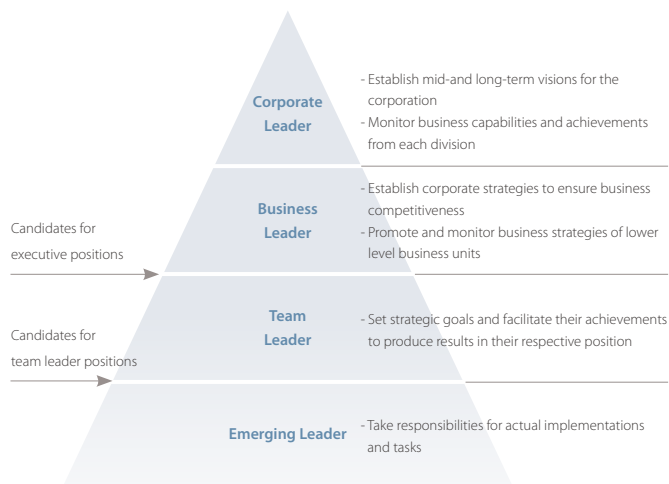 Corporate
Leader
- Establish mid-and long-term visions for the
corporation
- Monitor business capabilities and achievements
from each division
Business
Leader
- Establish corporate strategies to ensure business
competitiveness
- Promote and monitor business strategies of lower
level business units
Candidates for
executive positions
Team
Leader
- Set strategic goals and facilitate their achievements
to produce results in their respective position
Candidates for
team leader positions
Emerging Leader
- Take responsibilities for actual implementations
and tasks